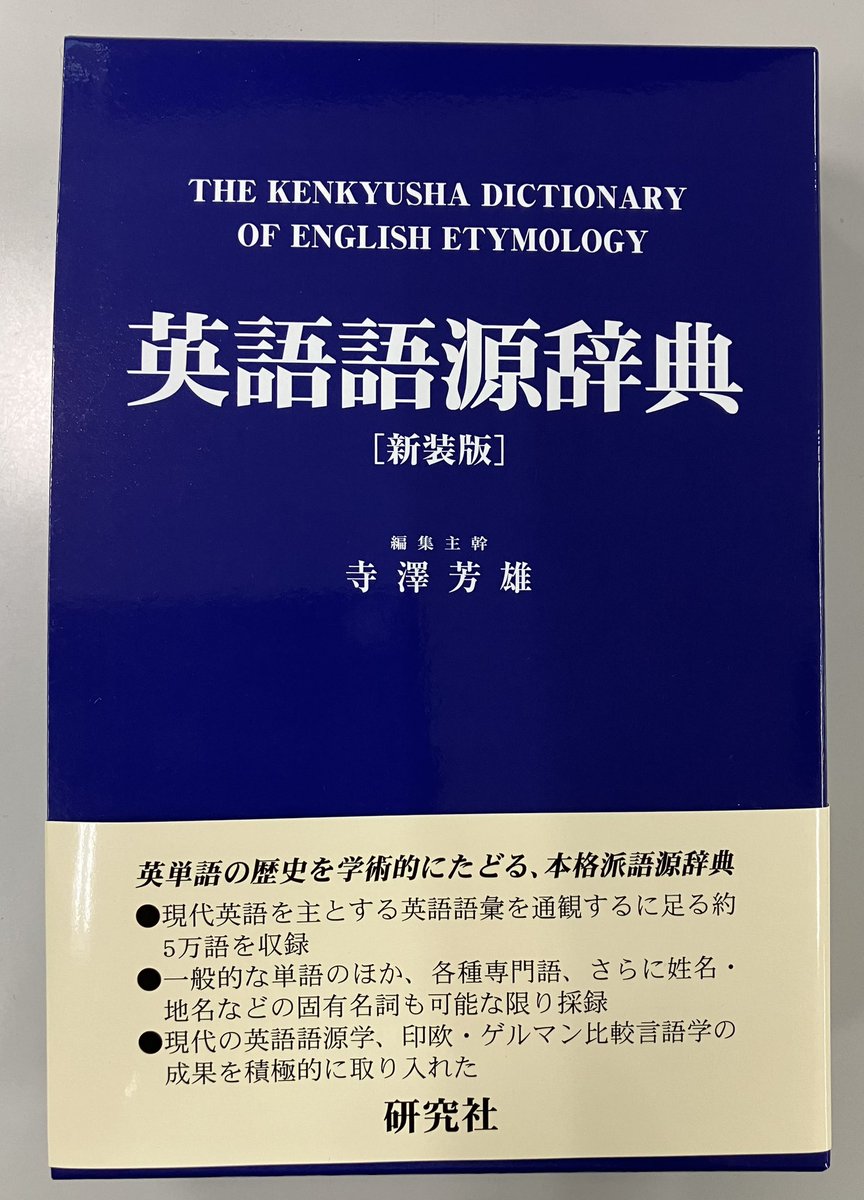 THE KENKYUSHA DICTIONARY
OF ENGLISH ETYMOLOGY
英語語源辞典
[新装版]
編集主幹
寺澤芳雄
英単語の歴史を学術的にたどる、本格派語源辞典
●現代英語を主とする英語語彙を通観するに足る約
5万語を収録
●一般的な単語のほか、各種専門語、さらに姓名・
地名などの固有名詞も可能な限り採録
●現代の英語語源学、印欧・ゲルマン比較言語学の
成果を積極的に取り入れた
研究社